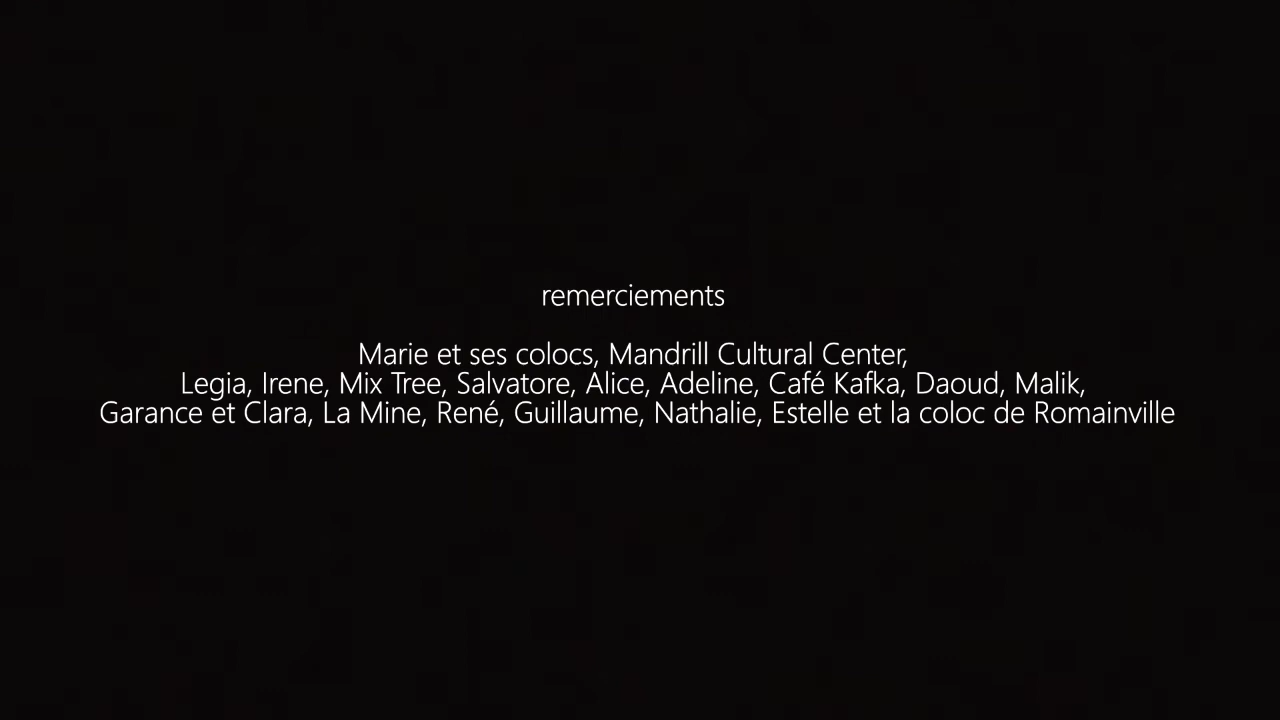 remerciements
Marie et ses colocs, Mandrill Cultural Center,
Legia, Irene, Mix Tree, Salvatore, Alice, Adeline, Café Kafka, Daoud, Malik,
Garance et Clara, La Mine, René, Guillaume, Nathalie, Estelle et la coloc de Romainville